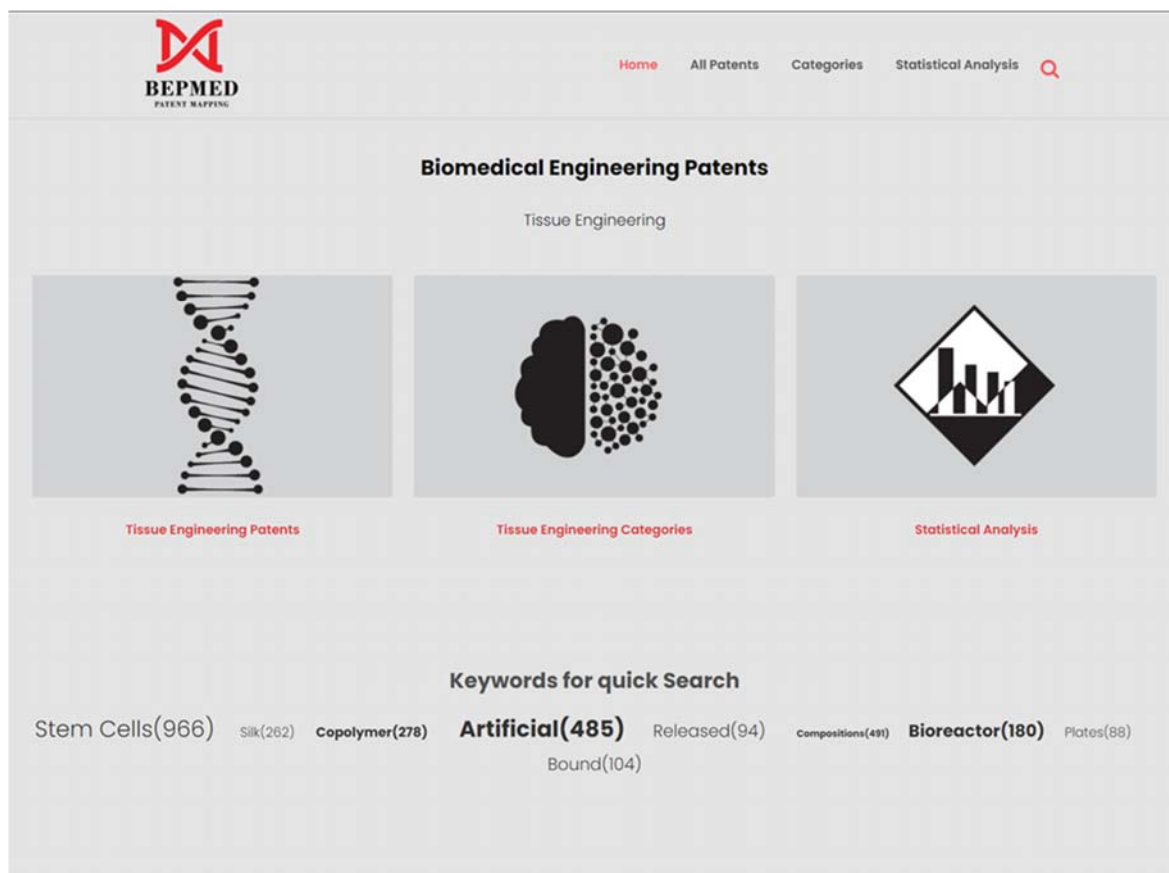 BEPMED
PATENT MAPPING
Home All Patents Categories Statistical Analysis
Biomedical Engineering Patents
Tissue Engineering
Tissue Engineering Patents Tissue Engineering Categories Statistical Analysis
Keywords for quick Search
Stem Cells(966) Silk(262) Copolymer(278) Artificial(485) Released(94) Compositions(491) Bioreactor(180) Plates(88)
Bound(104)